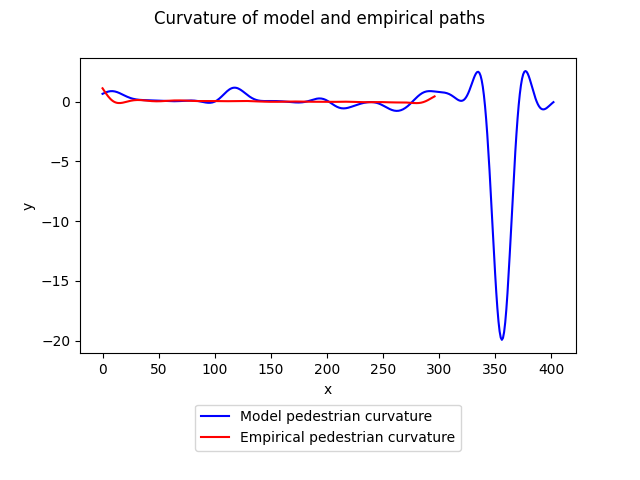 Curvature of model and empirical paths
y
0
−5
−10
−15
−20
0 50 100 150 200 250 300 350 400
x
Model pedestrian curvature
Empirical pedestrian curvature